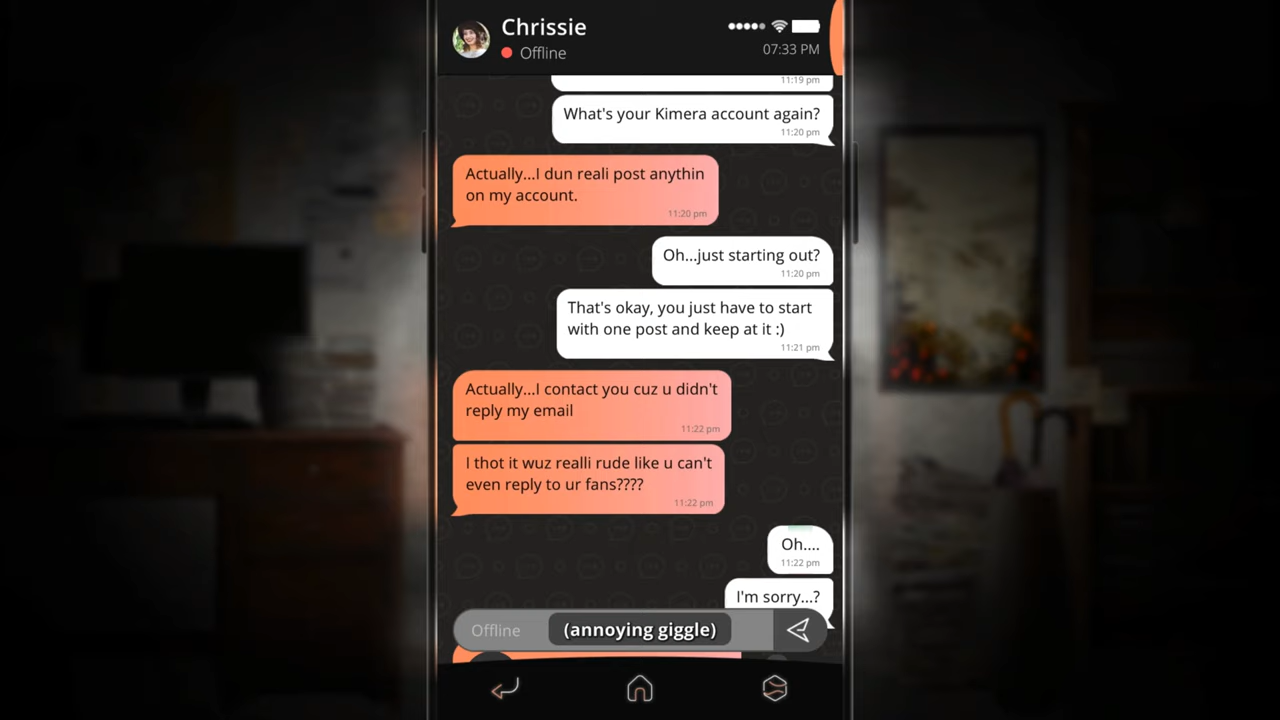 Chrissie
Offline
07:33 PM
11:19 pm
What's your Kimera account again?
11:20 pm
Actually...I dun reali post anythin
on my account.
11:20 pm
Oh...just starting out?
11:20 pm
That's okay, you just have to start
with one post and keep at it :)
11:21 pm
Actually...I contact you cuz u didn't
reply my email
11:22 pm
I thot it wuz realli rude like u can't
even reply to ur fans????
11:22 pm
Oh....
11:22 pm
I'm sorry...?
Offline
(annoying giggle)